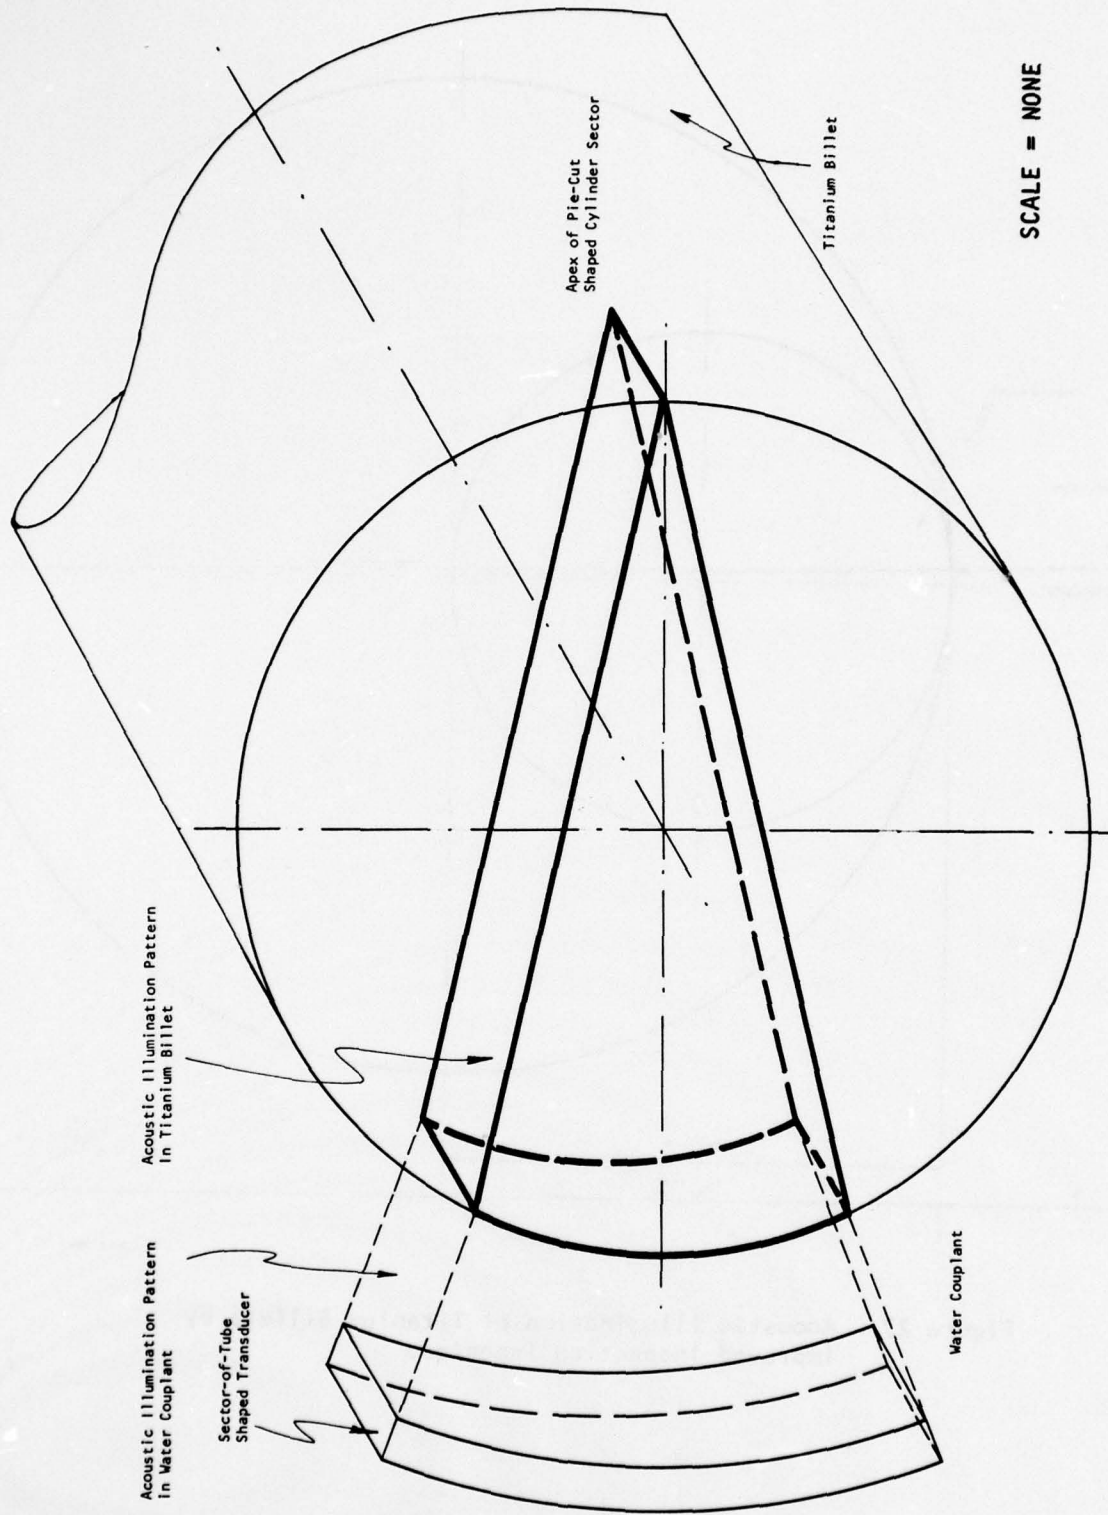 Acoustic Illumination Pattern
in Water Couplant
Sector-of-Tube
Shaped Transducer
Acoustic Illumination Pattern
in Titanium Billet
Apex of Pie-Cut
Shaped Cylinder Sector
Titanium Billet
Water Couplant
SCALE = NONE